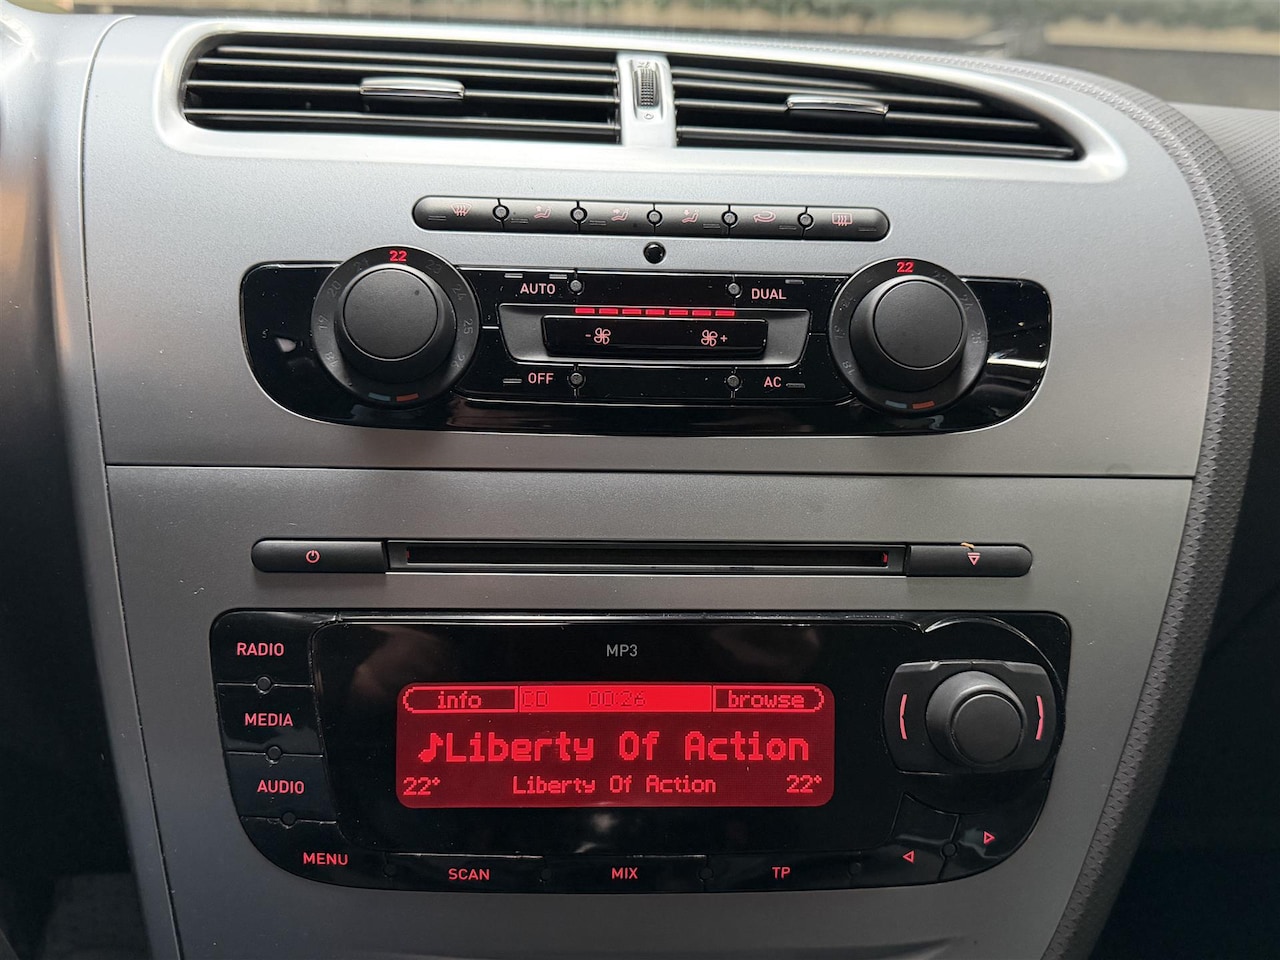 22 22
AUTO DUAL
- +
OFF AC
RADIO
MP3
MEDIA
AUDIO
info CD 00:26 browse
♪Liberty Of Action
22° Liberty Of Action 22°
MENU SCAN MIX TP